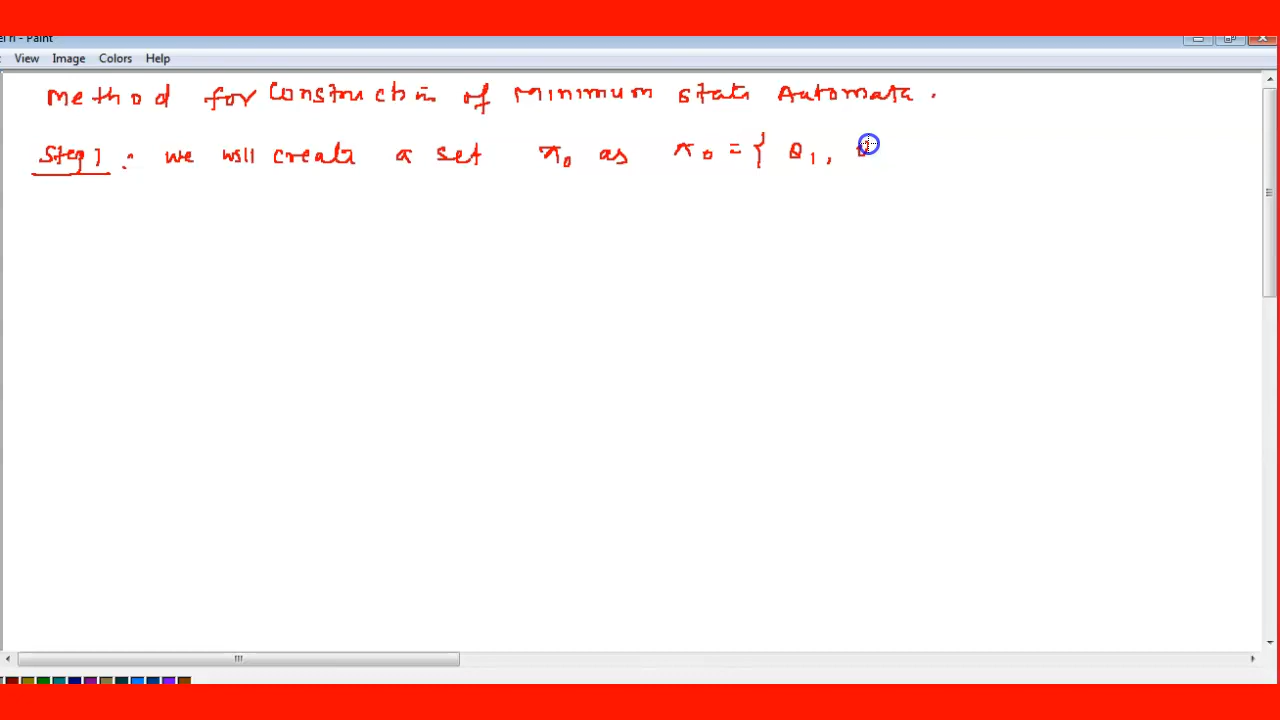 - Paint
View Image Colors Help
Method for Construction of Minimum State Automata.
Step 1: we will create a set π₀ as π₀ = { Q₁,